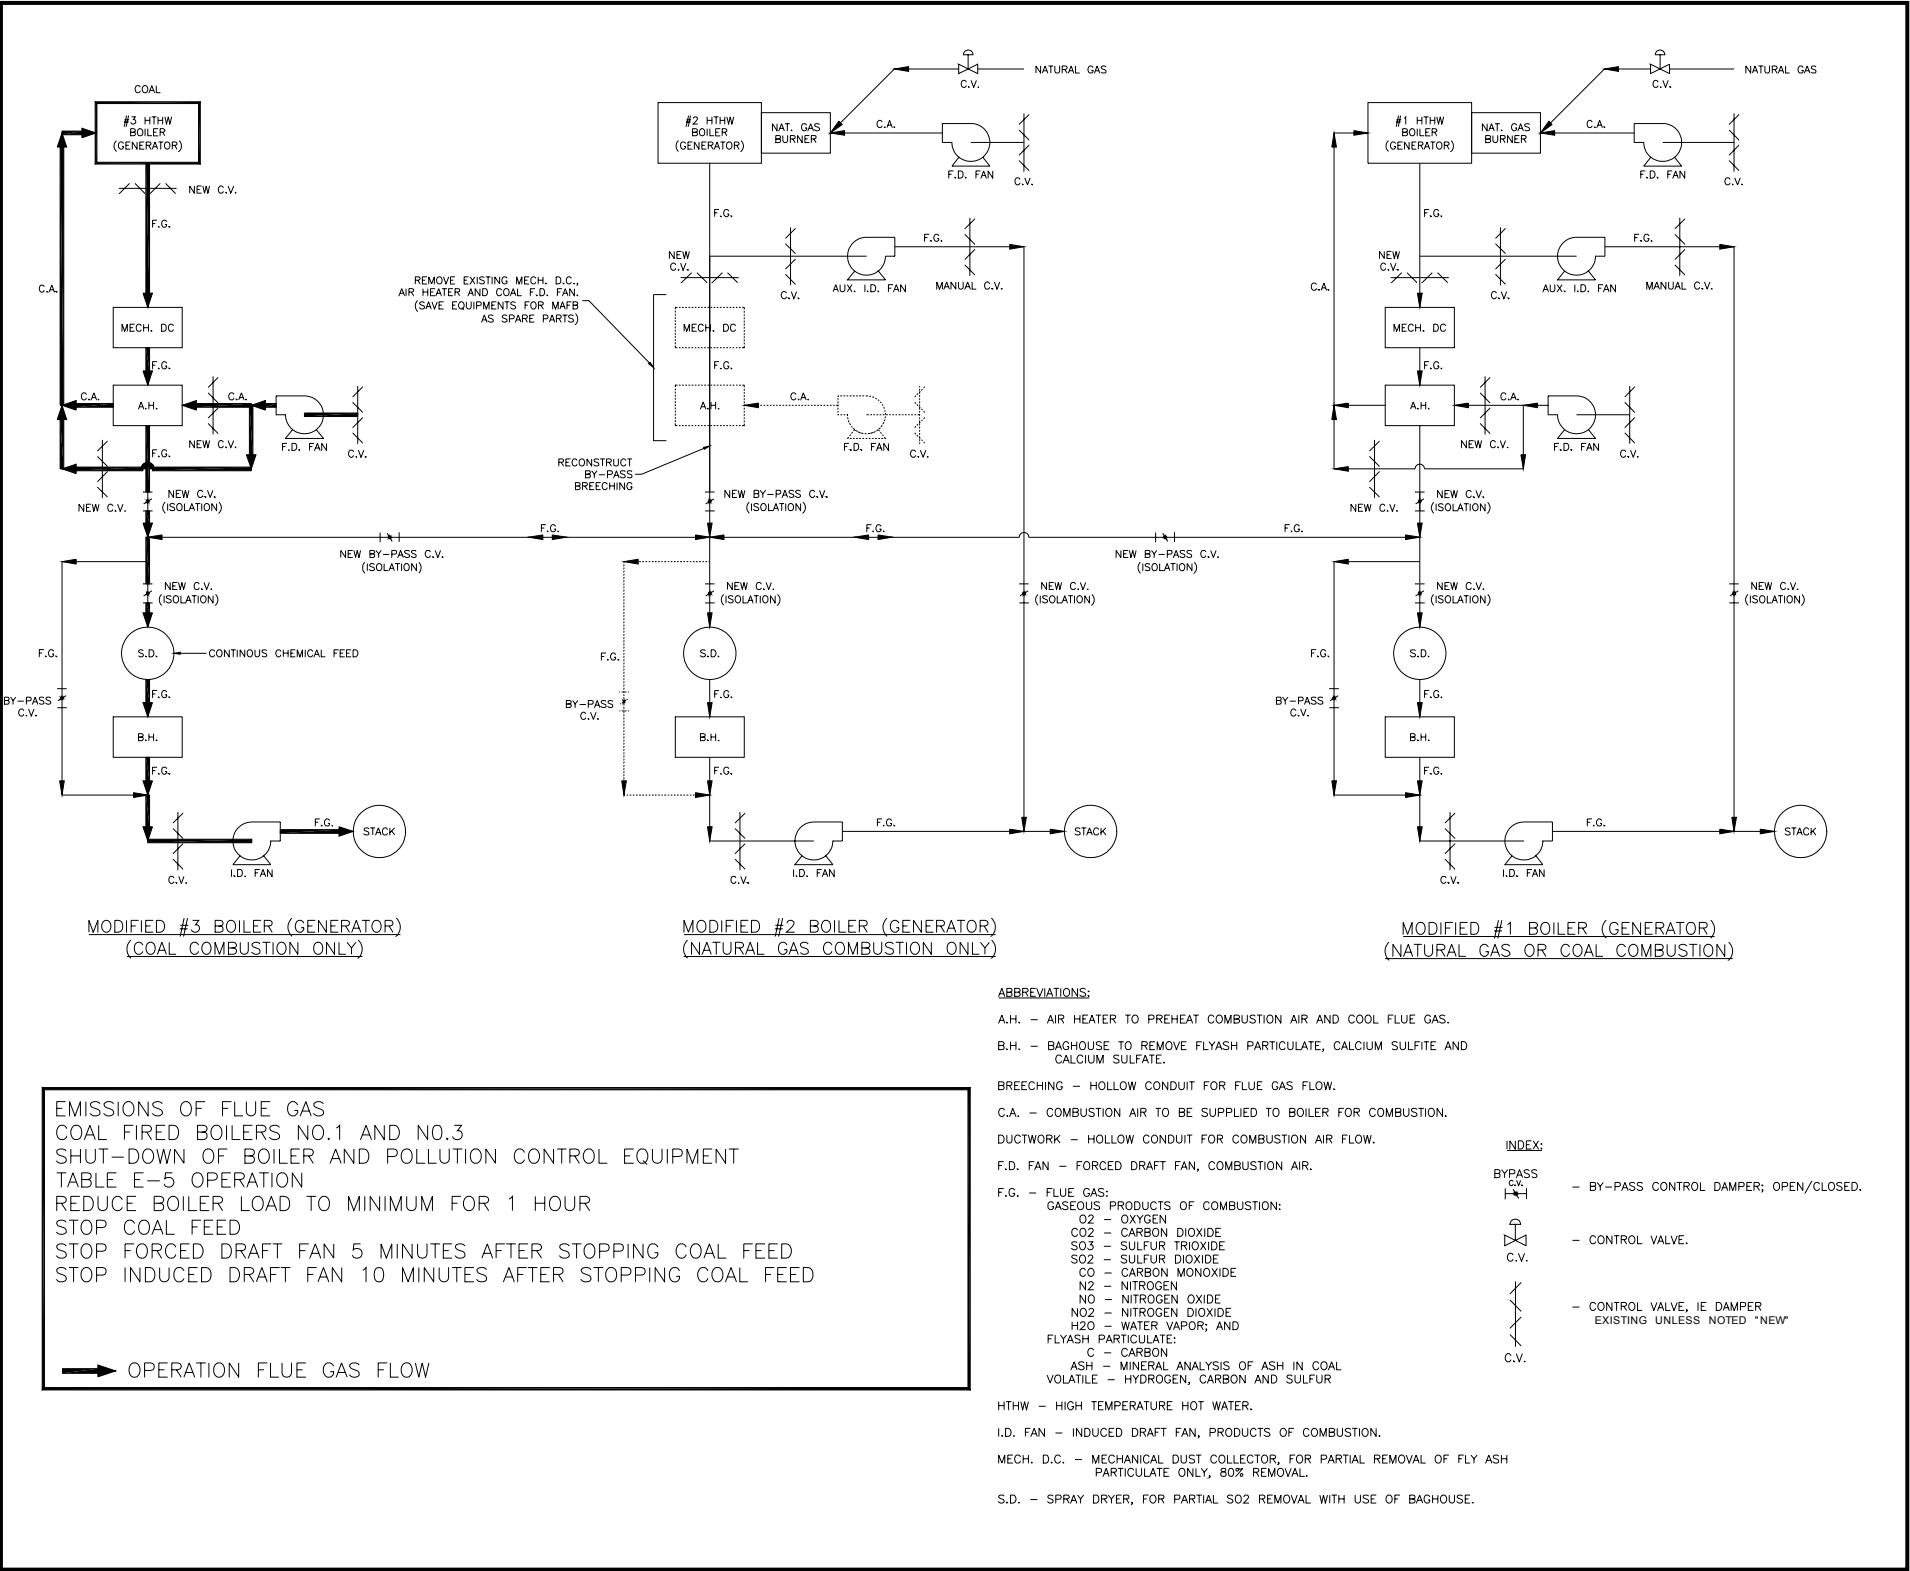 COAL
#3 HTHW
BOILER
(GENERATOR)
NEW C.V.
F.G.
C.A.
MECH. DC
F.G.
C.A.
A.H.
C.A.
NEW C.V.
F.D. FAN
C.V.
F.G.
NEW C.V.
NEW C.V.
(ISOLATION)
NEW C.V.
(ISOLATION)
F.G.
S.D.
CONTINOUS CHEMICAL FEED
F.G.
BY-PASS
C.V.
B.H.
F.G.
C.V.
I.D. FAN
F.G.
STACK
MODIFIED #3 BOILER (GENERATOR)
(COAL COMBUSTION ONLY)
F.G.
NEW BY-PASS C.V.
(ISOLATION)
NATURAL GAS
C.V.
#2 HTHW
BOILER
(GENERATOR)
NAT. GAS
BURNER
C.A.
F.D. FAN
C.V.
F.G.
NEW
C.V.
C.V.
AUX. I.D. FAN
F.G.
MANUAL C.V.
REMOVE EXISTING MECH. D.C.,
AIR HEATER AND COAL F.D. FAN.
(SAVE EQUIPMENTS FOR MAFB
AS SPARE PARTS)
MECH. DC
F.G.
A.H.
C.A.
F.D. FAN
C.V.
RECONSTRUCT
BY-PASS
BREECHING
NEW BY-PASS C.V.
(ISOLATION)
F.G.
F.G.
NEW BY-PASS C.V.
(ISOLATION)
NEW C.V.
(ISOLATION)
NEW C.V.
(ISOLATION)
F.G.
S.D.
F.G.
BY-PASS
C.V.
B.H.
F.G.
C.V.
I.D. FAN
F.G.
STACK
MODIFIED #2 BOILER (GENERATOR)
(NATURAL GAS COMBUSTION ONLY)
NATURAL GAS
C.V.
#1 HTHW
BOILER
(GENERATOR)
NAT. GAS
BURNER
C.A.
F.D. FAN
C.V.
F.G.
NEW
C.V.
C.A.
C.V.
AUX. I.D. FAN
F.G.
MANUAL C.V.
MECH. DC
F.G.
A.H.
C.A.
NEW C.V.
F.D. FAN
C.V.
NEW C.V.
NEW C.V.
(ISOLATION)
NEW C.V.
(ISOLATION)
NEW C.V.
(ISOLATION)
F.G.
S.D.
F.G.
BY-PASS
C.V.
B.H.
F.G.
C.V.
I.D. FAN
F.G.
STACK
MODIFIED #1 BOILER (GENERATOR)
(NATURAL GAS OR COAL COMBUSTION)
EMISSIONS OF FLUE GAS
COAL FIRED BOILERS NO.1 AND NO.3
SHUT-DOWN OF BOILER AND POLLUTION CONTROL EQUIPMENT
TABLE E-5 OPERATION
REDUCE BOILER LOAD TO MINIMUM FOR 1 HOUR
STOP COAL FEED
STOP FORCED DRAFT FAN 5 MINUTES AFTER STOPPING COAL FEED
STOP INDUCED DRAFT FAN 10 MINUTES AFTER STOPPING COAL FEED
OPERATION FLUE GAS FLOW
ABBREVIATIONS:
A.H. - AIR HEATER TO PREHEAT COMBUSTION AIR AND COOL FLUE GAS.
B.H. - BAGHOUSE TO REMOVE FLYASH PARTICULATE, CALCIUM SULFITE AND
CALCIUM SULFATE.
BREECHING - HOLLOW CONDUIT FOR FLUE GAS FLOW.
C.A. - COMBUSTION AIR TO BE SUPPLIED TO BOILER FOR COMBUSTION.
DUCTWORK - HOLLOW CONDUIT FOR COMBUSTION AIR FLOW.
F.D. FAN - FORCED DRAFT FAN, COMBUSTION AIR.
F.G. - FLUE GAS:
GASEOUS PRODUCTS OF COMBUSTION:
O2 - OXYGEN
CO2 - CARBON DIOXIDE
SO3 - SULFUR TRIOXIDE
SO2 - SULFUR DIOXIDE
CO - CARBON MONOXIDE
N2 - NITROGEN
NO - NITROGEN OXIDE
NO2 - NITROGEN DIOXIDE
H2O - WATER VAPOR; AND
FLYASH PARTICULATE:
C - CARBON
ASH - MINERAL ANALYSIS OF ASH IN COAL
VOLATILE - HYDROGEN, CARBON AND SULFUR
HTHW - HIGH TEMPERATURE HOT WATER.
I.D. FAN - INDUCED DRAFT FAN, PRODUCTS OF COMBUSTION.
MECH. D.C. - MECHANICAL DUST COLLECTOR, FOR PARTIAL REMOVAL OF FLY ASH
PARTICULATE ONLY, 80% REMOVAL.
S.D. - SPRAY DRYER, FOR PARTIAL SO2 REMOVAL WITH USE OF BAGHOUSE.
INDEX:
BYPASS
C.V.
- BY-PASS CONTROL DAMPER; OPEN/CLOSED.
C.V.
- CONTROL VALVE.
C.V.
- CONTROL VALVE, IE DAMPER
EXISTING UNLESS NOTED "NEW"